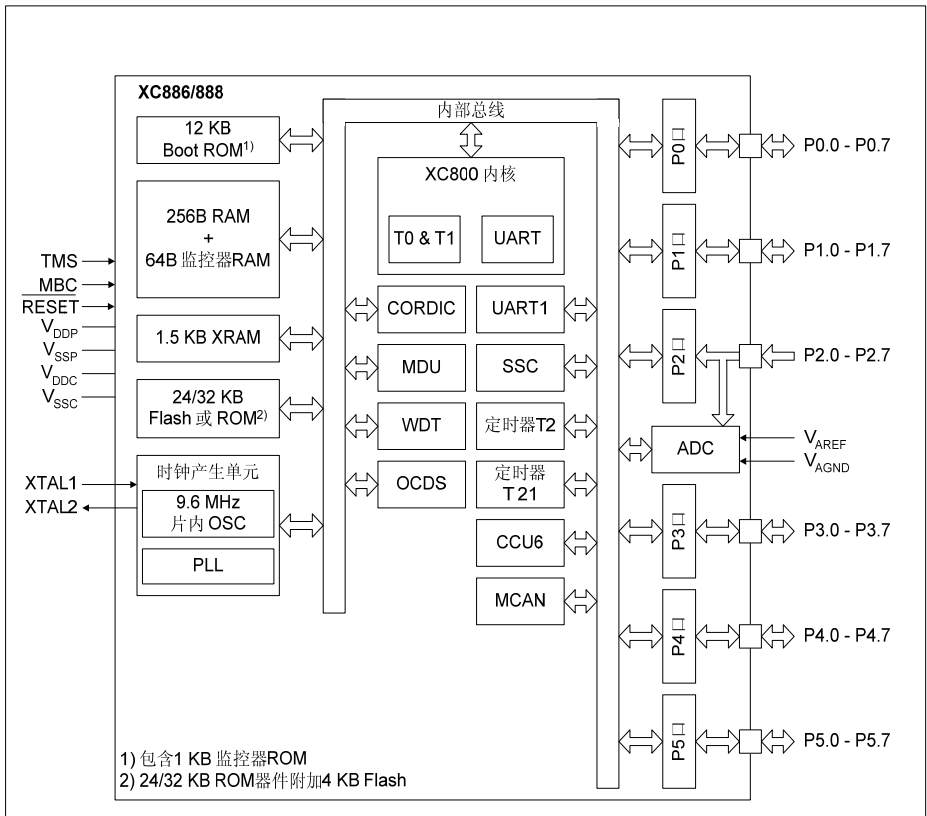 XC886/888
内部总线
12 KB
Boot ROM1)
XC800 内核
T0 & T1
UART
256B RAM
+
64B 监控器RAM
1.5 KB XRAM
24/32 KB
Flash 或 ROM2)
时钟产生单元
9.6 MHz
片内 OSC
PLL
TMS
MBC
RESET
VDDP
VSSP
VDDC
VSSC
XTAL1
XTAL2
CORDIC
UART1
MDU
SSC
WDT
定时器T2
OCDS
定时器
T21
CCU6
MCAN
P0口
P0.0 - P0.7
P1口
P1.0 - P1.7
P2口
P2.0 - P2.7
ADC
VAREF
VAGND
P3口
P3.0 - P3.7
P4口
P4.0 - P4.7
P5口
P5.0 - P5.7
1) 包含1 KB 监控器ROM
2) 24/32 KB ROM器件附加4 KB Flash